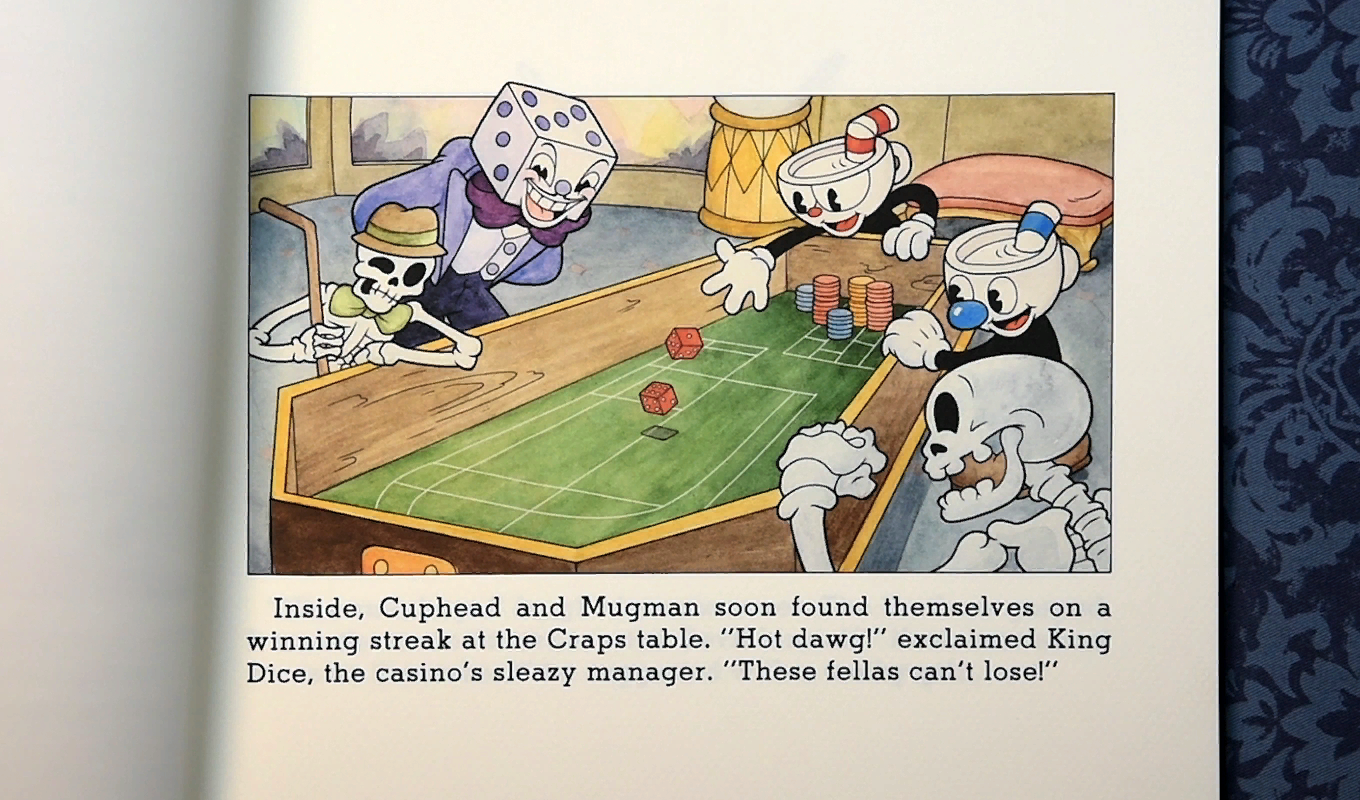 Inside, Cuphead and Mugman soon found themselves on a
winning streak at the Craps table. "Hot dawg!" exclaimed King
Dice, the casino's sleazy manager. "These fellas can't lose!"